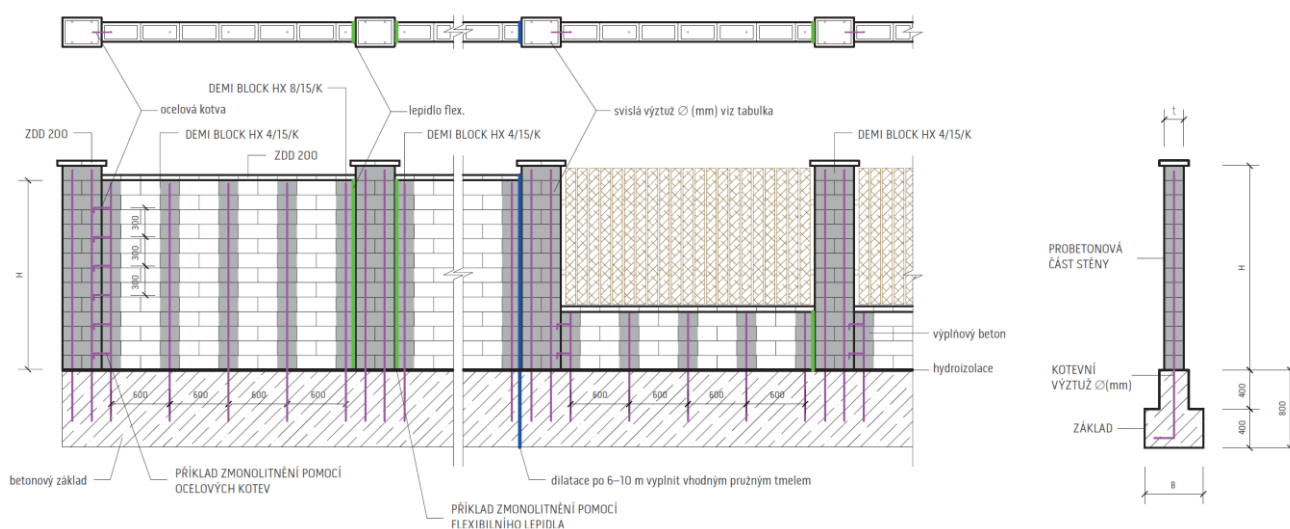 DEMI BLOCK HX 8/15/K
ocelová kotva
lepidlo flex.
svislá výztuž Ø (mm) viz tabulka
t
ZDD 200
DEMI BLOCK HX 4/15/K
DEMI BLOCK HX 4/15/K
DEMI BLOCK HX 4/15/K
ZDD 200
H
300
300
300
300
PROBETONOVÁ
ČÁST STĚNY
H
výplňový beton
hydroizolace
600
600
600
600
600
600
600
600
KOTEVNÍ
VÝZTUŽ Ø(mm)
400
800
ZÁKLAD
400
betonový základ
PŘÍKLAD ZMONOLITNĚNÍ POMOCÍ
OCELOVÝCH KOTEV
dilatace po 6–10 m vyplnit vhodným pružným tmelem
B
PŘÍKLAD ZMONOLITNĚNÍ POMOCÍ
FLEXIBILNÍHO LEPIDLA